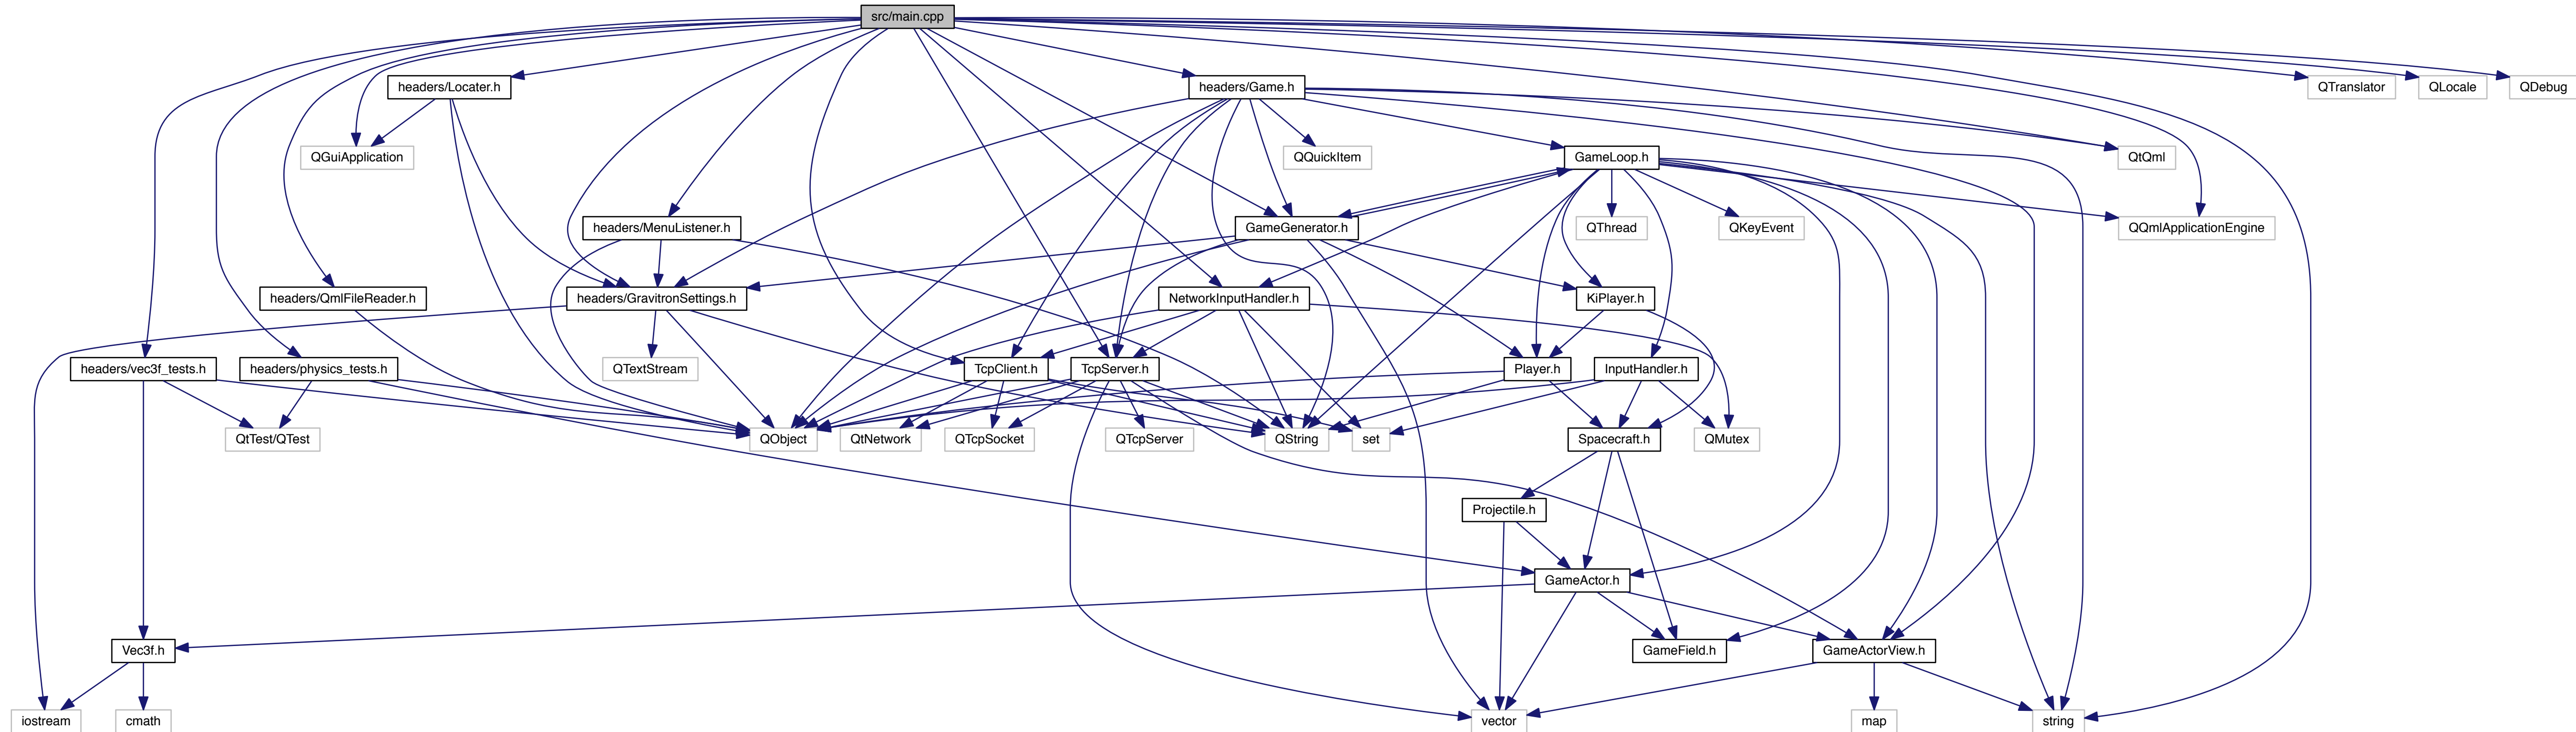 src/main.cpp
headers/Locater.h
headers/Game.h
QTranslator
QLocale
QDebug
QGuiApplication
QQuickItem
GameLoop.h
QtQml
headers/MenuListener.h
GameGenerator.h
QThread
QKeyEvent
QQmlApplicationEngine
headers/QmlFileReader.h
headers/GravitronSettings.h
NetworkInputHandler.h
KiPlayer.h
headers/vec3f_tests.h
headers/physics_tests.h
QTextStream
TcpClient.h
TcpServer.h
Player.h
InputHandler.h
QtTest/QTest
QObject
QtNetwork
QTcpSocket
QTcpServer
QString
set
Spacecraft.h
QMutex
Projectile.h
GameActor.h
Vec3f.h
GameField.h
GameActorView.h
iostream
cmath
vector
map
string